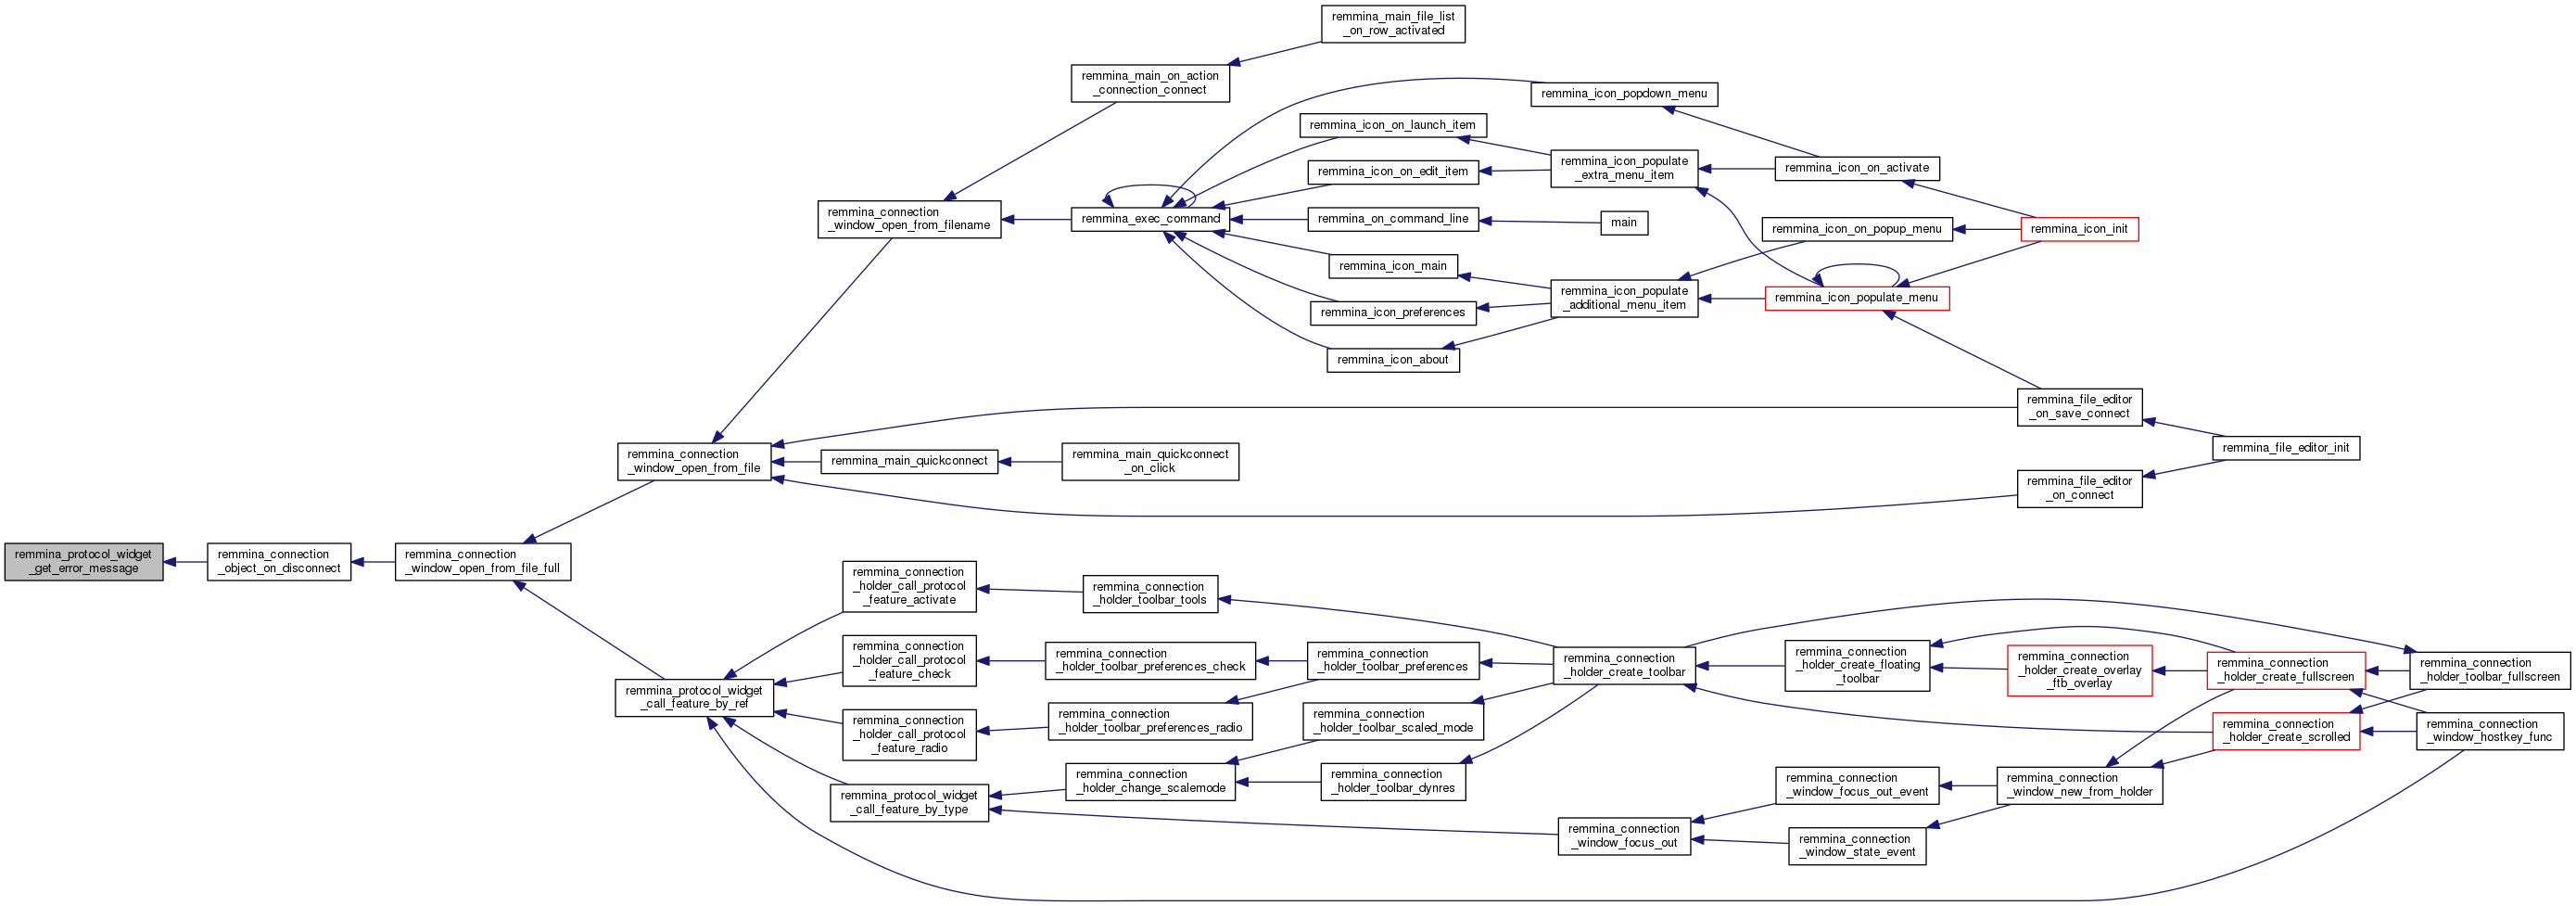 remmina_main_file_list
_on_row_activated
remmina_main_on_action
_connection_connect
remmina_icon_popdown_menu
remmina_icon_on_launch_item
remmina_icon_populate
_extra_menu_item
remmina_icon_on_activate
remmina_icon_on_edit_item
remmina_connection
_window_open_from_filename
remmina_exec_command
remmina_on_command_line
main
remmina_icon_on_popup_menu
remmina_icon_init
remmina_icon_main
remmina_icon_populate
_additional_menu_item
remmina_icon_populate_menu
remmina_icon_preferences
remmina_icon_about
remmina_file_editor
_on_save_connect
remmina_connection
_window_open_from_file
remmina_main_quickconnect
remmina_main_quickconnect
_on_click
remmina_file_editor_init
remmina_file_editor
_on_connect
remmina_protocol_widget
_get_error_message
remmina_connection
_object_on_disconnect
remmina_connection
_window_open_from_file_full
remmina_connection
_holder_call_protocol
_feature_activate
remmina_connection
_holder_toolbar_tools
remmina_connection
_holder_call_protocol
_feature_check
remmina_connection
_holder_toolbar_preferences_check
remmina_connection
_holder_toolbar_preferences
remmina_connection
_holder_create_toolbar
remmina_connection
_holder_create_floating
_toolbar
remmina_connection
_holder_create_overlay
_ftb_overlay
remmina_connection
_holder_create_fullscreen
remmina_connection
_holder_toolbar_fullscreen
remmina_protocol_widget
_call_feature_by_ref
remmina_connection
_holder_call_protocol
_feature_radio
remmina_connection
_holder_toolbar_preferences_radio
remmina_connection
_holder_toolbar_scaled_mode
remmina_connection
_holder_create_scrolled
remmina_connection
_window_hostkey_func
remmina_protocol_widget
_call_feature_by_type
remmina_connection
_holder_change_scalemode
remmina_connection
_holder_toolbar_dynres
remmina_connection
_window_focus_out_event
remmina_connection
_window_new_from_holder
remmina_connection
_window_focus_out
remmina_connection
_window_state_event